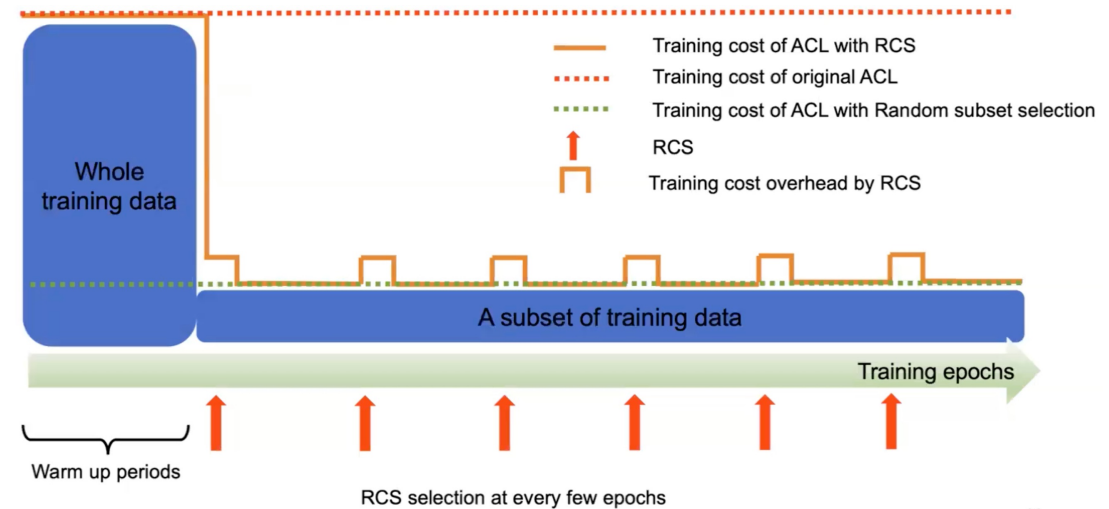 Training cost of ACL with RCS
Training cost of original ACL
Training cost of ACL with Random subset selection
RCS
Training cost overhead by RCS
Whole
training data
A subset of training data
Training epochs
Warm up periods
RCS selection at every few epochs